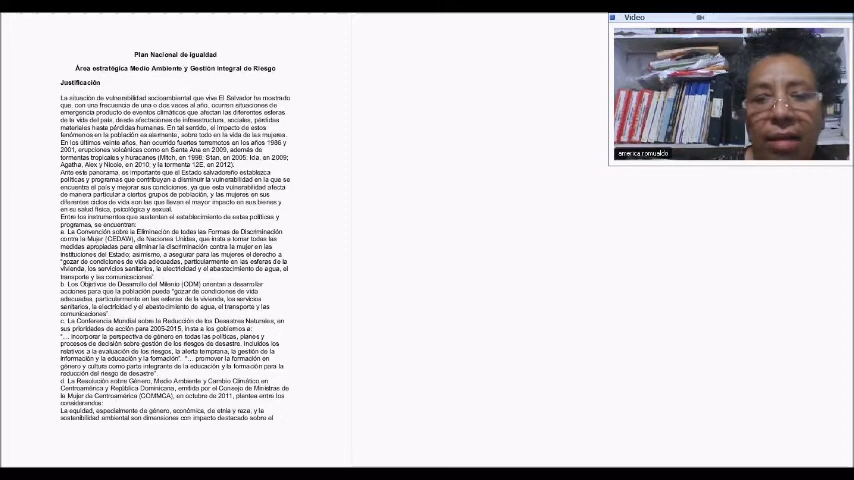 Plan Nacional de Igualdad
Área estratégica Medio Ambiente y Gestión Integral de Riesgo
Justificación
La situación de vulnerabilidad socioambiental que vive El Salvador ha mostrado
que, con una frecuencia de una o dos veces al año, ocurren situaciones de
emergencia producto de eventos climáticos que afectan las diferentes esferas
de la vida del país, desde afectaciones de infraestructura, sociales, pérdidas
materiales hasta pérdidas humanas. En tal sentido, el impacto de estos
fenómenos en la población es alarmante, sobre todo en la vida de las mujeres.
En los últimos veinte años, han ocurrido fuertes terremotos en los años 1986 y
2001, erupciones volcánicas como en Santa Ana en 2009, además de
tormentas tropicales y huracanes (Mitch, en 1998; Stan, en 2005; Ida, en 2009;
Agatha, Alex y Nicole, en 2010; y la tormenta 12E, en 2012).
Ante este panorama, es importante que el Estado salvadoreño establezca
políticas y programas que contribuyan a disminuir la vulnerabilidad en la que se
encuentra el país y mejorar sus condiciones, ya que esta vulnerabilidad afecta
de manera particular a ciertos grupos de población, y las mujeres en sus
diferentes ciclos de vida son las que llevan el mayor impacto en sus bienes y
en su salud física, psicológica y sexual.
Entre los instrumentos que sustentan el establecimiento de estas políticas y
programas, se encuentran:
a. La Convención sobre la Eliminación de Todas las Formas de Discriminación
contra la Mujer (CEDAW), de Naciones Unidas, que insta a tomar todas las
medidas apropiadas para eliminar la discriminación contra la mujer en las
instituciones del Estado; asimismo, a asegurar para las mujeres el derecho a
"gozar de condiciones de vida adecuadas, particularmente en las esferas de la
vivienda, los servicios sanitarios, la electricidad y el abastecimiento de agua, el
transporte y las comunicaciones"
b. Los Objetivos de Desarrollo del Milenio (ODM) orientan a desarrollar
acciones para que la población pueda "gozar de condiciones de vida
adecuadas, particularmente en las esferas de la vivienda, los servicios
sanitarios, la electricidad y el abastecimiento de agua, el transporte y las
comunicaciones"
c. La Conferencia Mundial sobre la Reducción de los Desastres Naturales, en
sus prioridades de acción para 2005-2015, insta a los gobiernos a:
"… incorporar la perspectiva de género en todas las políticas, planes y
procesos de decisión sobre gestión de los riesgos de desastre, incluidos los
relativos a la evaluación de los riesgos, la alerta temprana, la gestión de la
información y la educación y la formación". "… promover la formación en
género y cultura como parte integrante de la educación y la formación para la
reducción del riesgo de desastre".
d. La Resolución sobre Género, Medio Ambiente y Cambio Climático en
Centroamérica y República Dominicana, emitida por el Consejo de Ministras de
la Mujer de Centroamérica (COMMCA), en octubre de 2011, plantea entre los
considerandos:
La equidad, especialmente de género, económica, de etnia y raza, y la
sostenibilidad ambiental son dimensiones con impacto destacado sobre el
Video
america romualdo